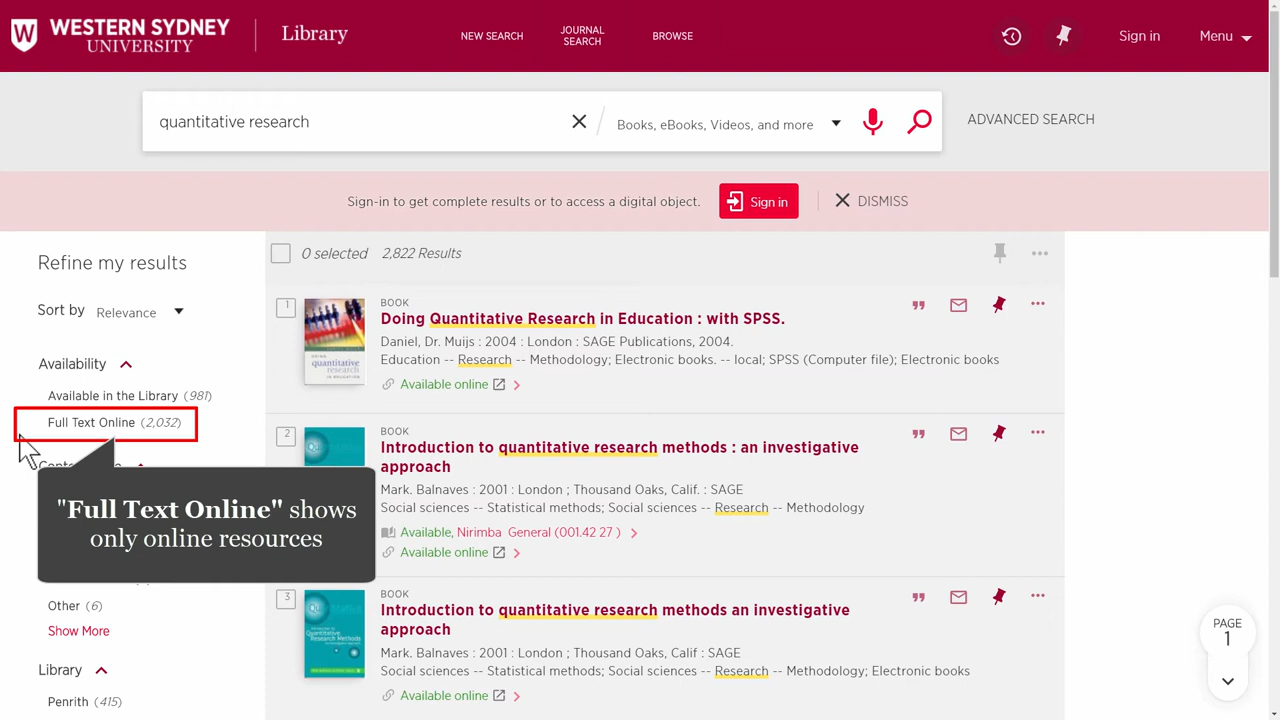 WESTERN SYDNEY
UNIVERSITY
Library
NEW SEARCH
JOURNAL
SEARCH
BROWSE
Sign in
Menu
quantitative research
Books, eBooks, Videos, and more
ADVANCED SEARCH
Sign-in to get complete results or to access a digital object.
Sign in
DISMISS
Refine my results
Sort by Relevance
Availability
Available in the Library (981)
Full Text Online (2,032)
"Full Text Online" shows
only online resources
Other (6)
Show More
Library
Penrith (415)
0 selected 2,822 Results
1
BOOK
Doing Quantitative Research in Education : with SPSS.
Daniel, Dr. Muijs : 2004 : London : SAGE Publications, 2004.
Education -- Research -- Methodology; Electronic books. -- local; SPSS (Computer file); Electronic books
Available online
2
BOOK
Introduction to quantitative research methods : an investigative
approach
Mark. Balnaves : 2001 : London ; Thousand Oaks, Calif. : SAGE
Social sciences -- Statistical methods; Social sciences -- Research -- Methodology
Available, Nirimba General (001.42 27 )
Available online
3
BOOK
Introduction to quantitative research methods an investigative
approach
Mark. Balnaves : 2001 : London ; Thousand Oaks, Calif : SAGE
Social sciences -- Statistical methods; Social sciences -- Research -- Methodology; Electronic books
Available online
PAGE
1